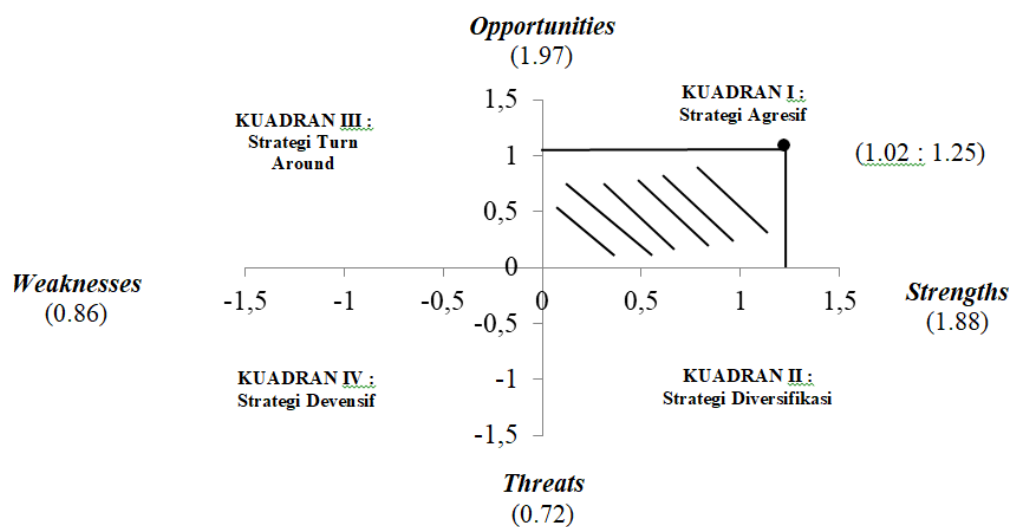 Opportunities
(1.97)
KUADRAN III :
Strategi Turn
Around
KUADRAN I :
Strategi Agresif
(1.02 : 1.25)
1,5
1
0,5
0
-0,5
-1
-1,5
Weaknesses
(0.86)
-1,5 -1 -0,5 0 0,5 1 1,5
Strengths
(1.88)
KUADRAN IV :
Strategi Devensif
KUADRAN II :
Strategi Diversifikasi
Threats
(0.72)